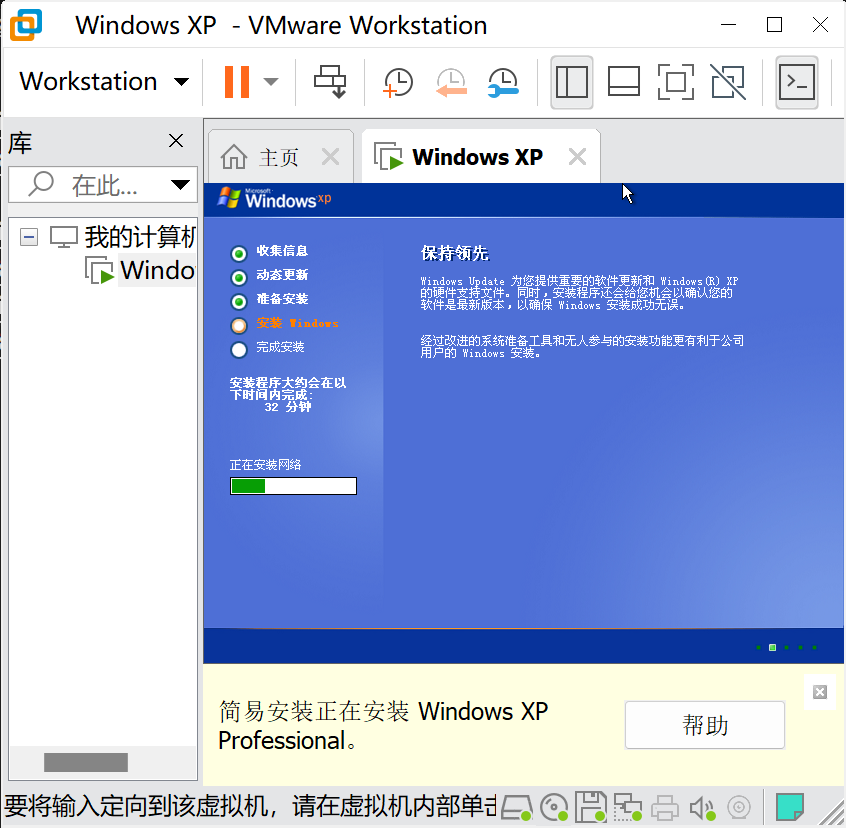 Windows XP - VMware Workstation
Workstation
库
在此...
主页
Windows XP
我的计算机
Windo
Microsoft
Windows xp
收集信息
动态更新
准备安装
安装 Windows
完成安装
安装程序大约会在以
下时间内完成:
32 分钟
正在安装网络
保持领先
Windows Update 为您提供重要的软件更新和 Windows(R) XP
的硬件支持文件。同时，安装程序还会给您机会以确认您的
软件是最新版本，以确保 Windows 安装成功无误。
经过改进的系统准备工具和无人参与的安装功能更有利于公司
用户的 Windows 安装。
简易安装正在安装 Windows XP
Professional。
帮助
要将输入定向到该虚拟机，请在虚拟机内部单击